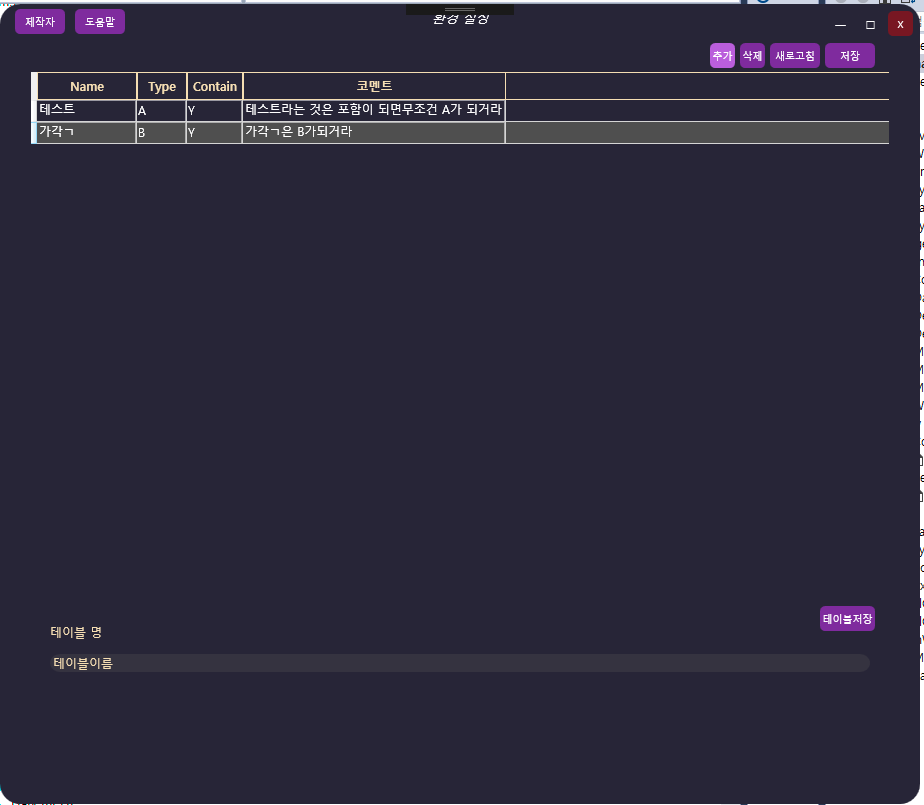 제작자 도움말 환경 설정 X
추가 삭제 새로고침 저장
Name Type Contain 코멘트
테스트 A Y 테스트라는 것은 포함이 되면무조건 A가 되거라
가각ㄱ B Y 가각ㄱ은 B가되거라
테이블저장
테이블 명
테이블이름